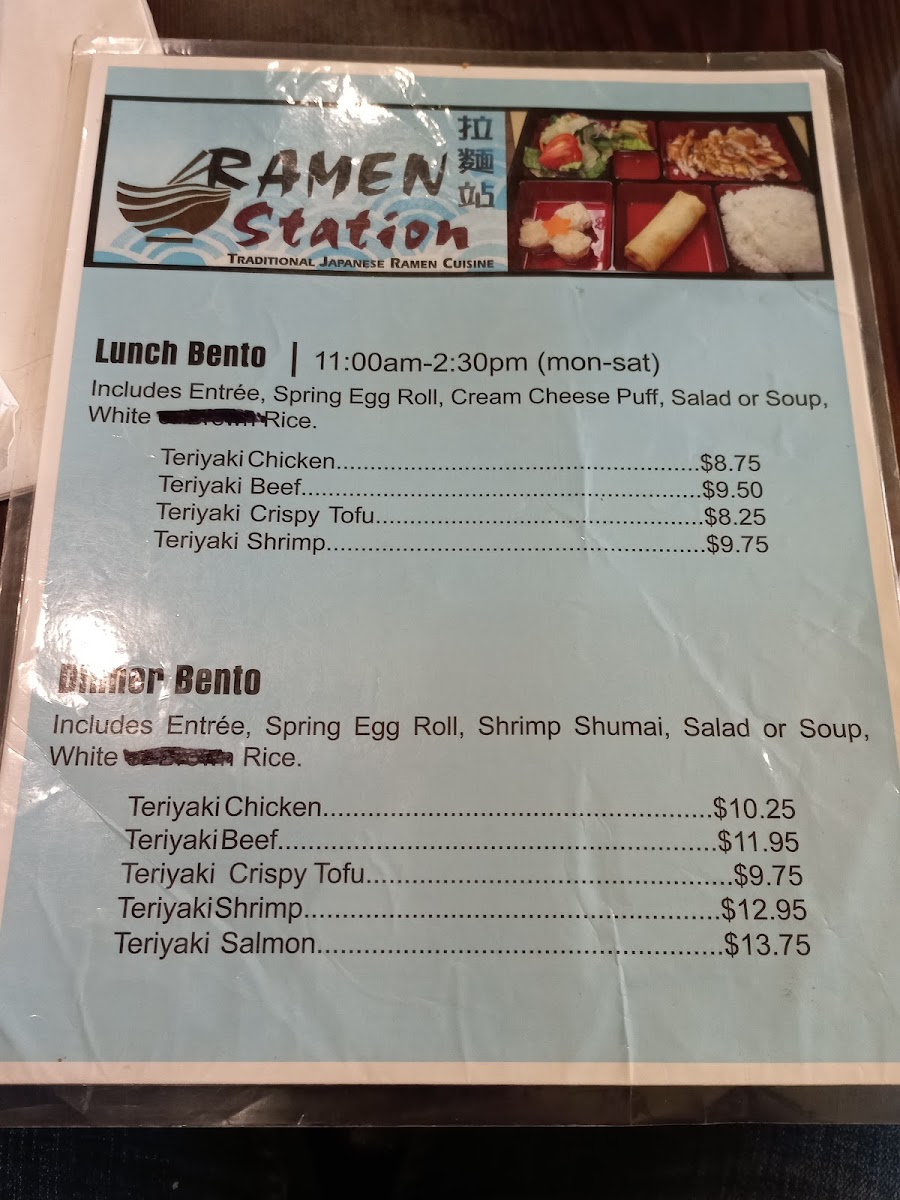 拉麵站
RAMEN
Station
TRADITIONAL JAPANESE RAMEN CUISINE
Lunch Bento | 11:00am-2:30pm (mon-sat)
Includes Entrée, Spring Egg Roll, Cream Cheese Puff, Salad or Soup,
White or Brown Rice.
Teriyaki Chicken.....................................................$8.75
Teriyaki Beef..........................................................$9.50
Teriyaki Crispy Tofu................................................$8.25
Teriyaki Shrimp.......................................................$9.75
Dinner Bento
Includes Entrée, Spring Egg Roll, Shrimp Shumai, Salad or Soup,
White or Brown Rice.
Teriyaki Chicken.....................................................$10.25
Teriyaki Beef............................................................$11.95
Teriyaki Crispy Tofu..................................................$9.75
Teriyaki Shrimp.........................................................$12.95
Teriyaki Salmon........................................................$13.75